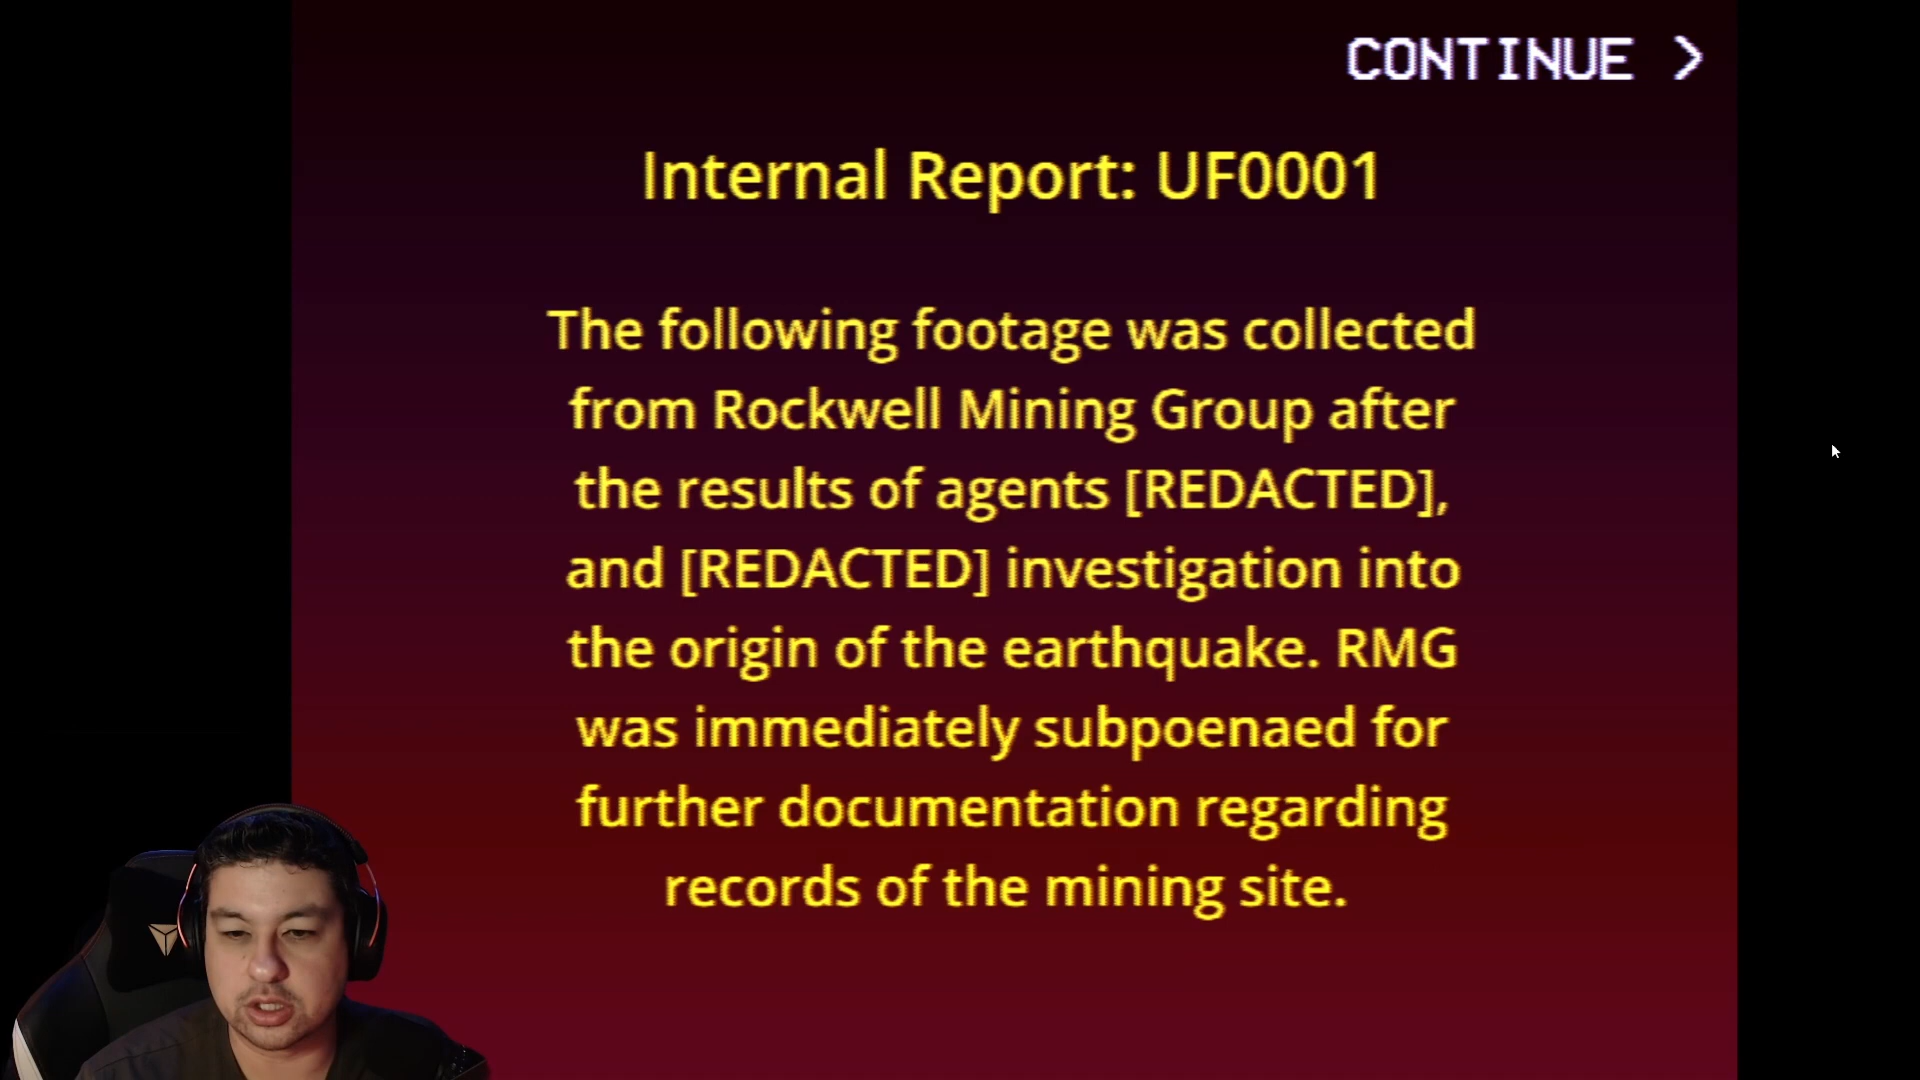 CONTINUE >
Internal Report: UF0001
The following footage was collected
from Rockwell Mining Group after
the results of agents [REDACTED],
and [REDACTED] investigation into
the origin of the earthquake. RMG
was immediately subpoenaed for
further documentation regarding
records of the mining site.